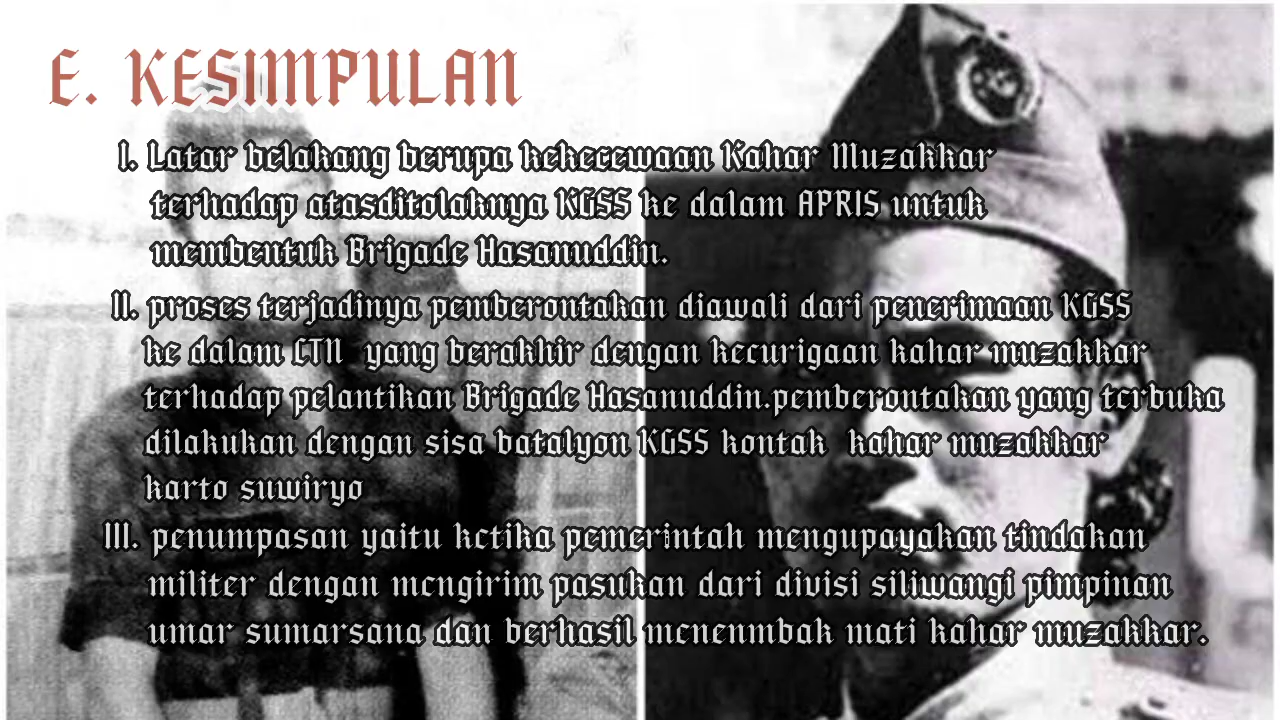 E. KESIMPULAN
I. Latar belakang berupa kekecewaan Kahar Muzakkar
terhadap atasditolaknya KGSS ke dalam APRIS untuk
membentuk Brigade Hasanuddin.
II. proses terjadinya pemberontakan diawali dari penerimaan KGSS
ke dalam CTN yang berakhir dengan kecurigaan kahar muzakkar
terhadap pelantikan Brigade Hasanuddin.pemberontakan yang terbuka
dilakukan dengan sisa batalyon KGSS kontak kahar muzakkar
karto suwiryo
III. penumpasan yaitu ketika pemerintah mengupayakan tindakan
militer dengan mengirim pasukan dari divisi siliwangi pimpinan
umar sumarsana dan berhasil menenmbak mati kahar muzakkar.